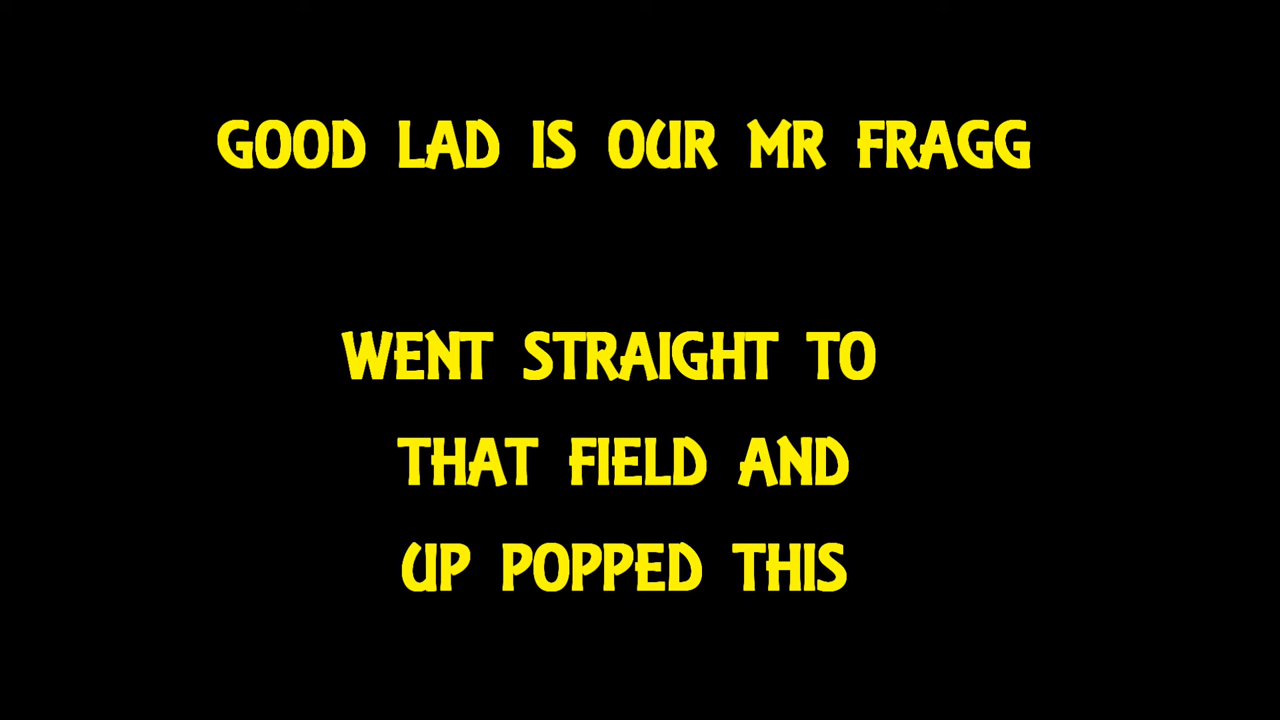 GOOD LAD IS OUR MR FRAGG
WENT STRAIGHT TO
THAT FIELD AND
UP POPPED THIS